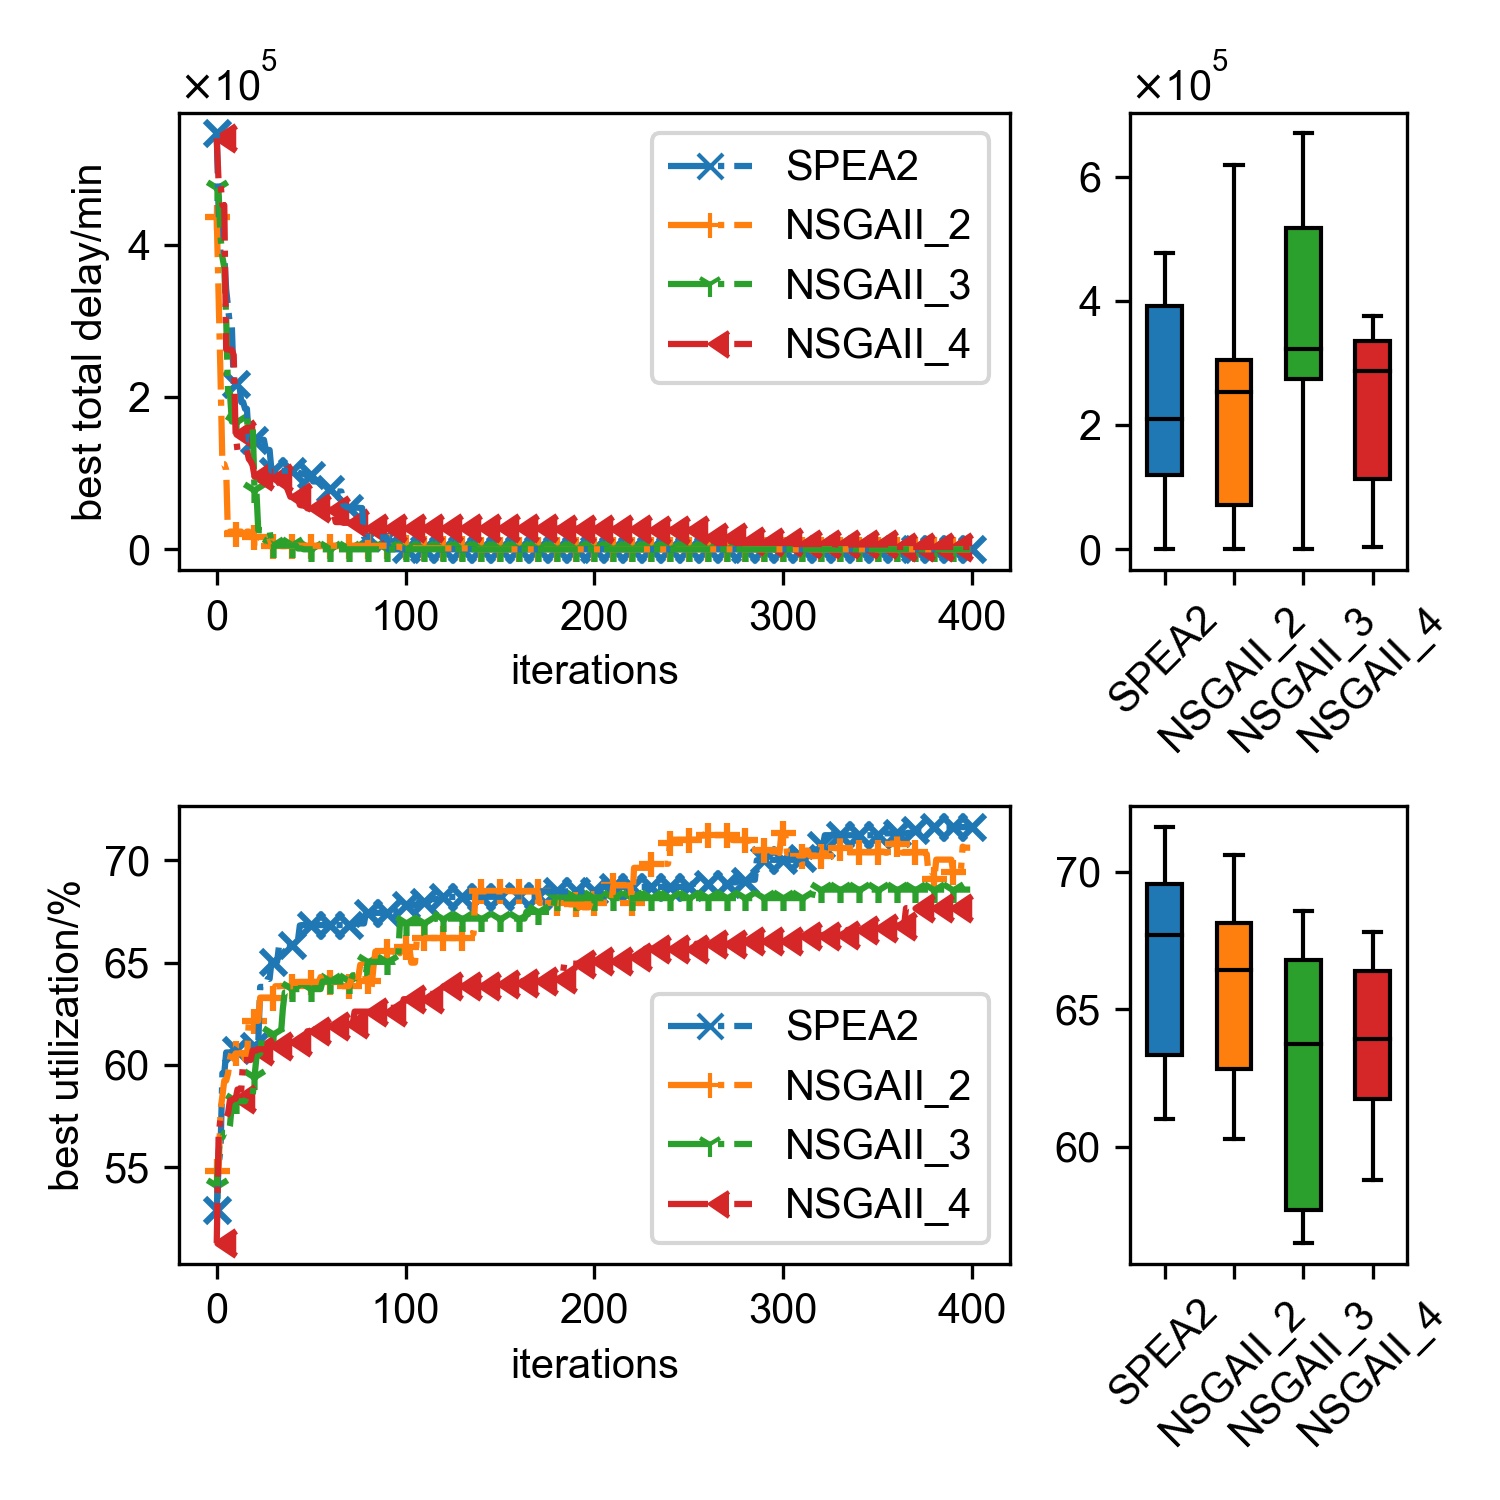 ×10^5
best total delay/min
4
2
0
0 100 200 300 400
iterations
SPEA2
NSGAII_2
NSGAII_3
NSGAII_4
×10^5
6
4
2
0
SPEA2
NSGAII_2
NSGAII_3
NSGAII_4
best utilization/%
70
65
60
55
0 100 200 300 400
iterations
SPEA2
NSGAII_2
NSGAII_3
NSGAII_4
70
65
60
SPEA2
NSGAII_2
NSGAII_3
NSGAII_4